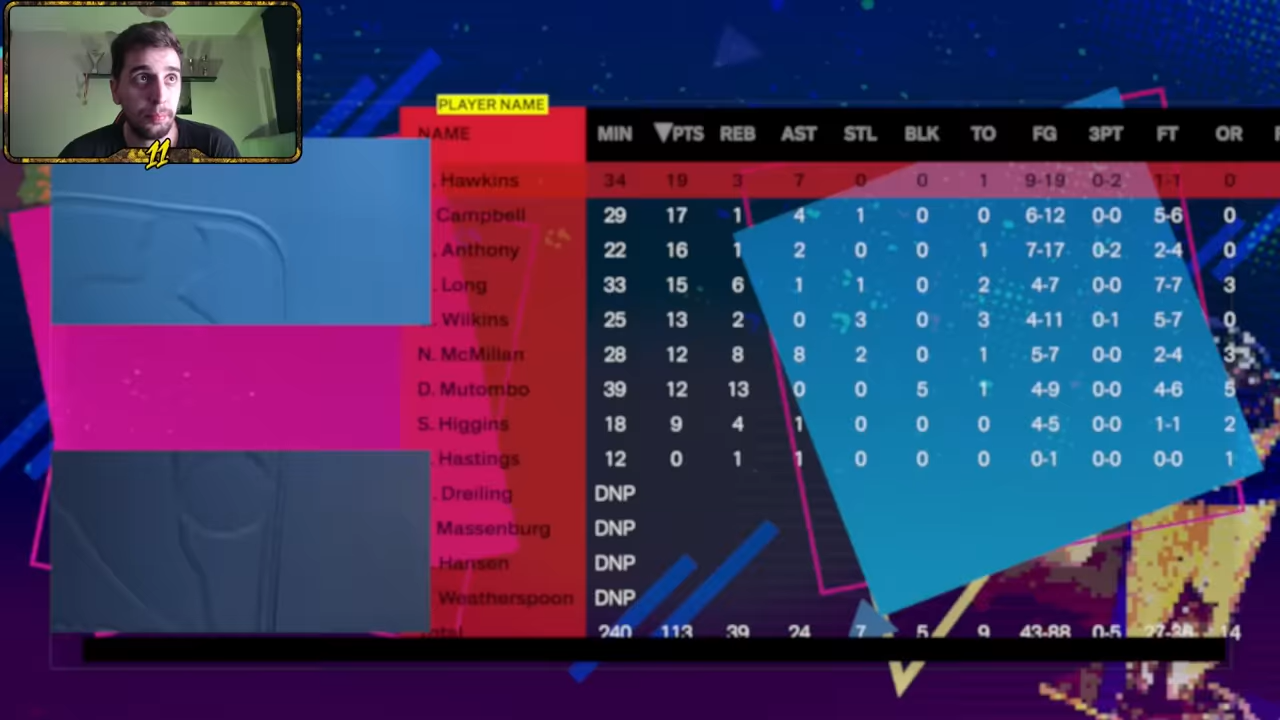 11
PLAYER NAME
NAME MIN PTS REB AST STL BLK TO FG 3PT FT OR
. Hawkins 34 19 3 7 0 0 1 9-19 0-2 1-1 0
Campbell 29 17 1 4 1 0 0 6-12 0-0 5-6 0
. Anthony 22 16 1 2 0 0 1 7-17 0-2 2-4 0
. Long 33 15 6 1 1 0 2 4-7 0-0 7-7 3
. Wilkins 25 13 2 0 3 0 3 4-11 0-1 5-7 0
N. McMillan 28 12 8 8 2 0 1 5-7 0-0 2-4 3
D. Mutombo 39 12 13 0 0 5 1 4-9 0-0 4-6 5
S. Higgins 18 9 4 1 0 0 0 4-5 0-0 1-1 2
. Hastings 12 0 1 1 0 0 0 0-1 0-0 0-0 1
. Dreiling DNP
Massenburg DNP
. Hansen DNP
Weatherspoon DNP
Total 240 113 39 24 7 5 9 43-88 0-5 27-36 14